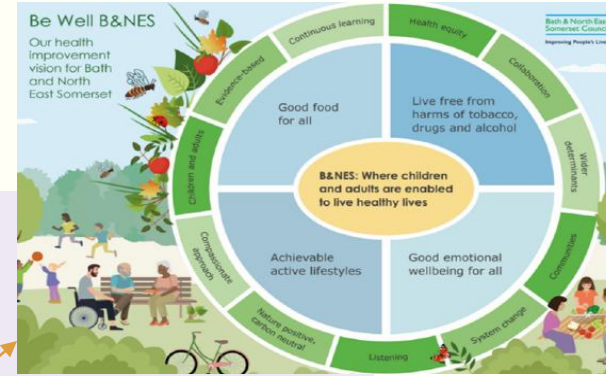 Be Well B&NES
Our health
improvement
vision for Bath
and North
East Somerset
Bath & North East
Somerset Council
Improving People's Lives
Continuous learning
Health equity
Collaboration
Wider
determinants
Communities
System change
Listening
Nature positive,
carbon neutral
Compassionate
approach
Children and adults
Evidence-based
Good food
for all
Live free from
harms of tobacco,
drugs and alcohol
B&NES: Where children
and adults are enabled
to live healthy lives
Achievable
active lifestyles
Good emotional
wellbeing for all